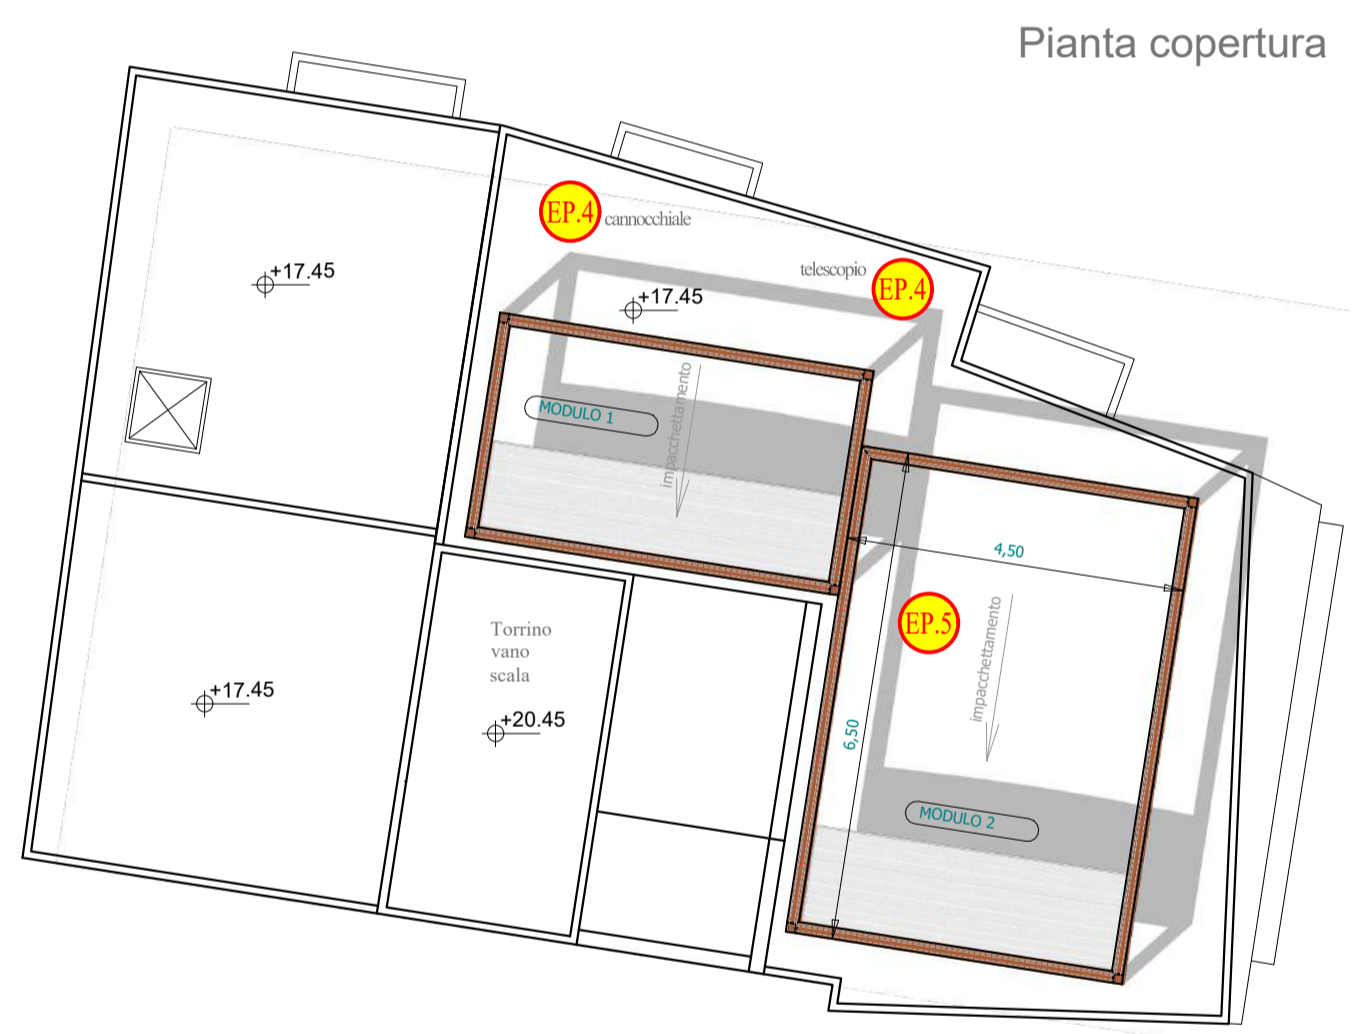 Pianta copertura
EP.4 cannocchiale
telescopio EP.4
+17.45
+17.45
impacchettamento
MODULO 1
4,50
EP.5
impacchettamento
Torrino
vano
scala
+17.45
+20.45
6,50
MODULO 2